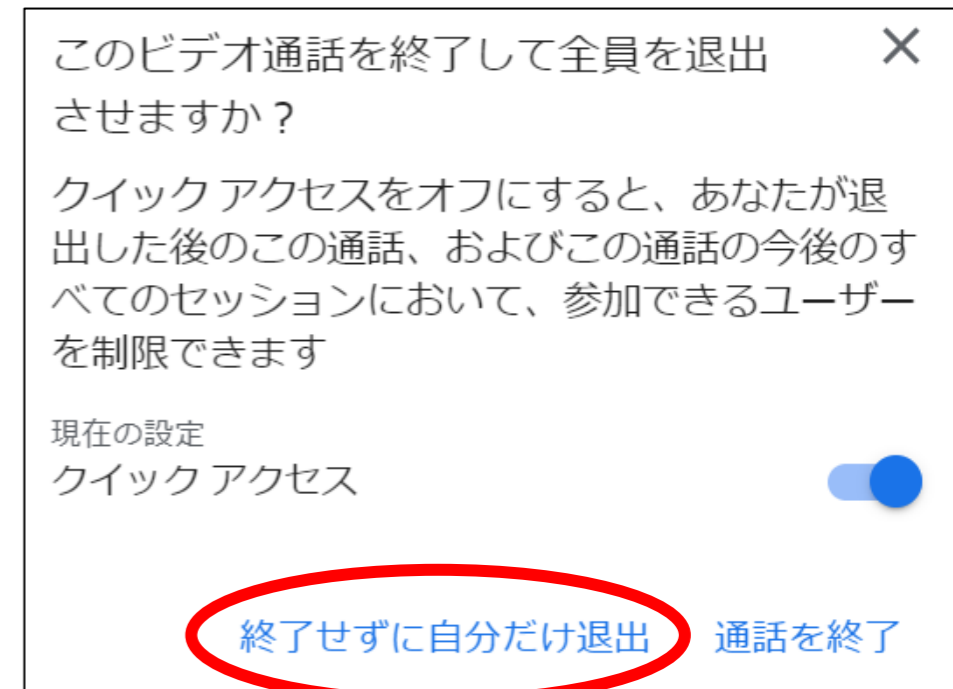 このビデオ通話を終了して全員を退出
させますか？
クイック アクセスをオフにすると、あなたが退
出した後のこの通話、およびこの通話の今後のす
べてのセッションにおいて、参加できるユーザー
を制限できます
現在の設定
クイック アクセス
終了せずに自分だけ退出 通話を終了